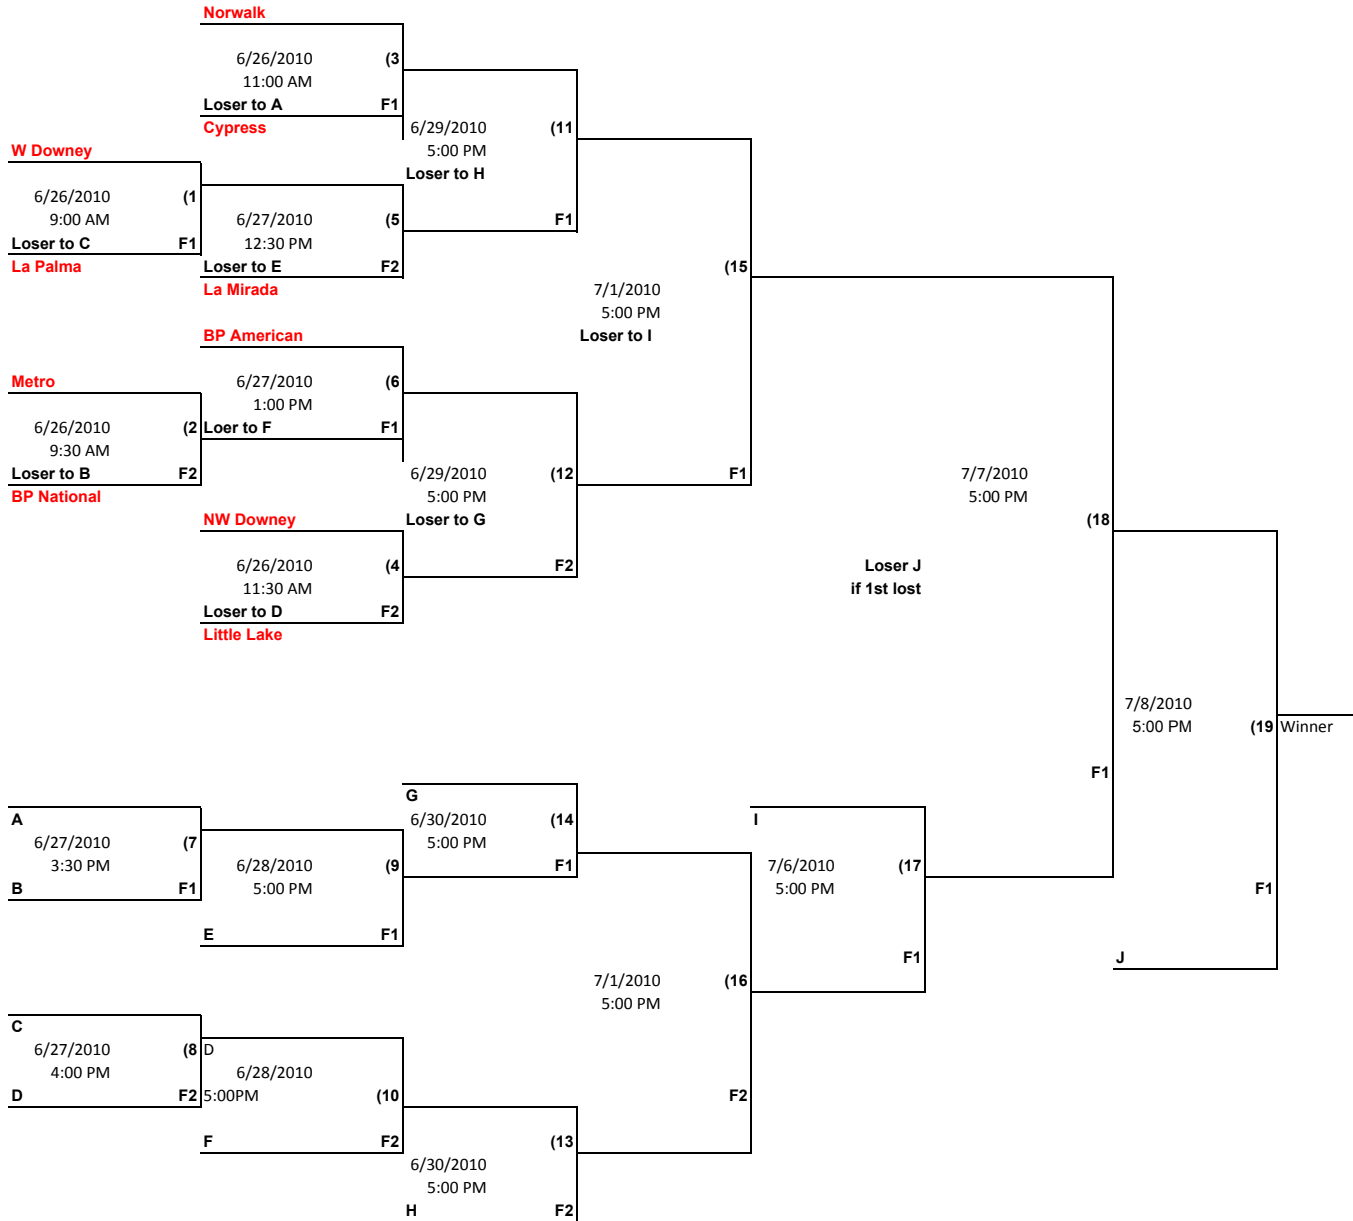 Norwalk
6/26/2010 (3
11:00 AM
Loser to A F1
Cypress
6/29/2010 (11
5:00 PM
Loser to H
W Downey
6/26/2010 (1
9:00 AM
Loser to C F1
La Palma
6/27/2010 (5
12:30 PM
Loser to E F2
La Mirada
F1
(15
7/1/2010
5:00 PM
Loser to I
BP American
6/27/2010 (6
1:00 PM
Loer to F F1
Metro
6/26/2010 (2
9:30 AM
Loser to B F2
BP National
6/29/2010 (12
5:00 PM
Loser to G
F1
7/7/2010
5:00 PM
(18
NW Downey
6/26/2010 (4
11:30 AM
Loser to D F2
Little Lake
F2
Loser J
if 1st lost
7/8/2010
5:00 PM (19 Winner
F1
G
6/30/2010 (14
5:00 PM
F1
A
6/27/2010 (7
3:30 PM
B F1
6/28/2010 (9
5:00 PM
E F1
I
7/6/2010 (17
5:00 PM
F1
F1
J
7/1/2010 (16
5:00 PM
F2
C
6/27/2010 (8 D
4:00 PM
D F2
6/28/2010
5:00PM (10
F F2
(13
6/30/2010
5:00 PM
H F2